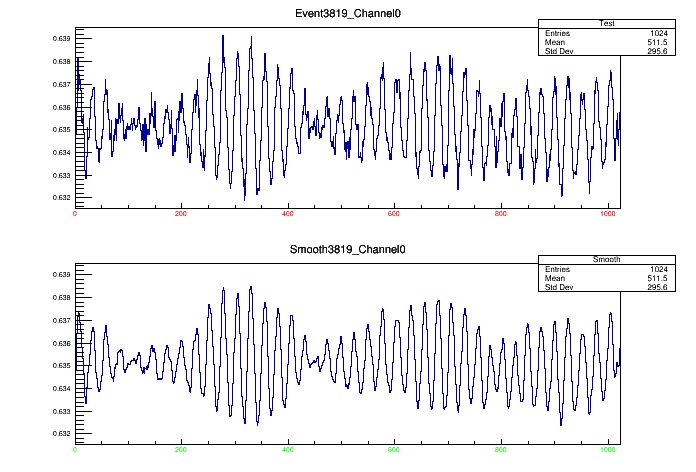 Event3819_Channel0
Test
Entries 1024
Mean 511.5
Std Dev 295.6
0.639
0.638
0.637
0.636
0.635
0.634
0.633
0.632
0 200 400 600 800 1000
Smooth3819_Channel0
Smooth
Entries 1024
Mean 511.5
Std Dev 295.6
0.639
0.638
0.637
0.636
0.635
0.634
0.633
0.632
0 200 400 600 800 1000